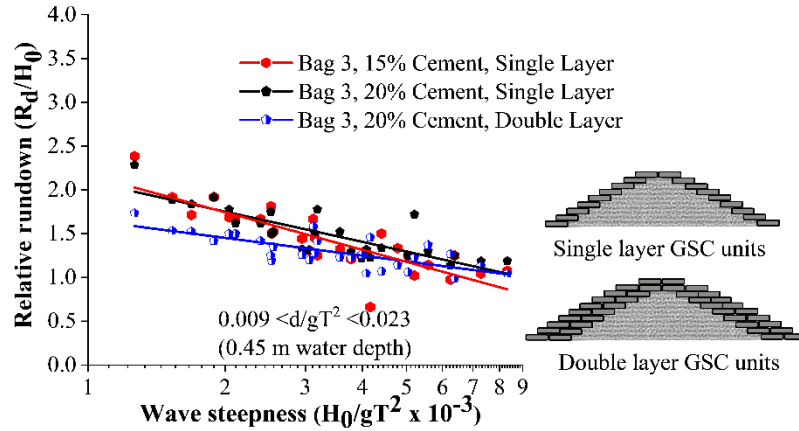 Relative rundown (R_d/H_0)
4.0
3.5
3.0
2.5
2.0
1.5
1.0
0.5
0.0
Bag 3, 15% Cement, Single Layer
Bag 3, 20% Cement, Single Layer
Bag 3, 20% Cement, Double Layer
0.009 <d/gT² <0.023
(0.45 m water depth)
1 2 3 4 5 6 7 8 9
Wave steepness (H_0/gT² x 10⁻³)
Single layer GSC units
Double layer GSC units